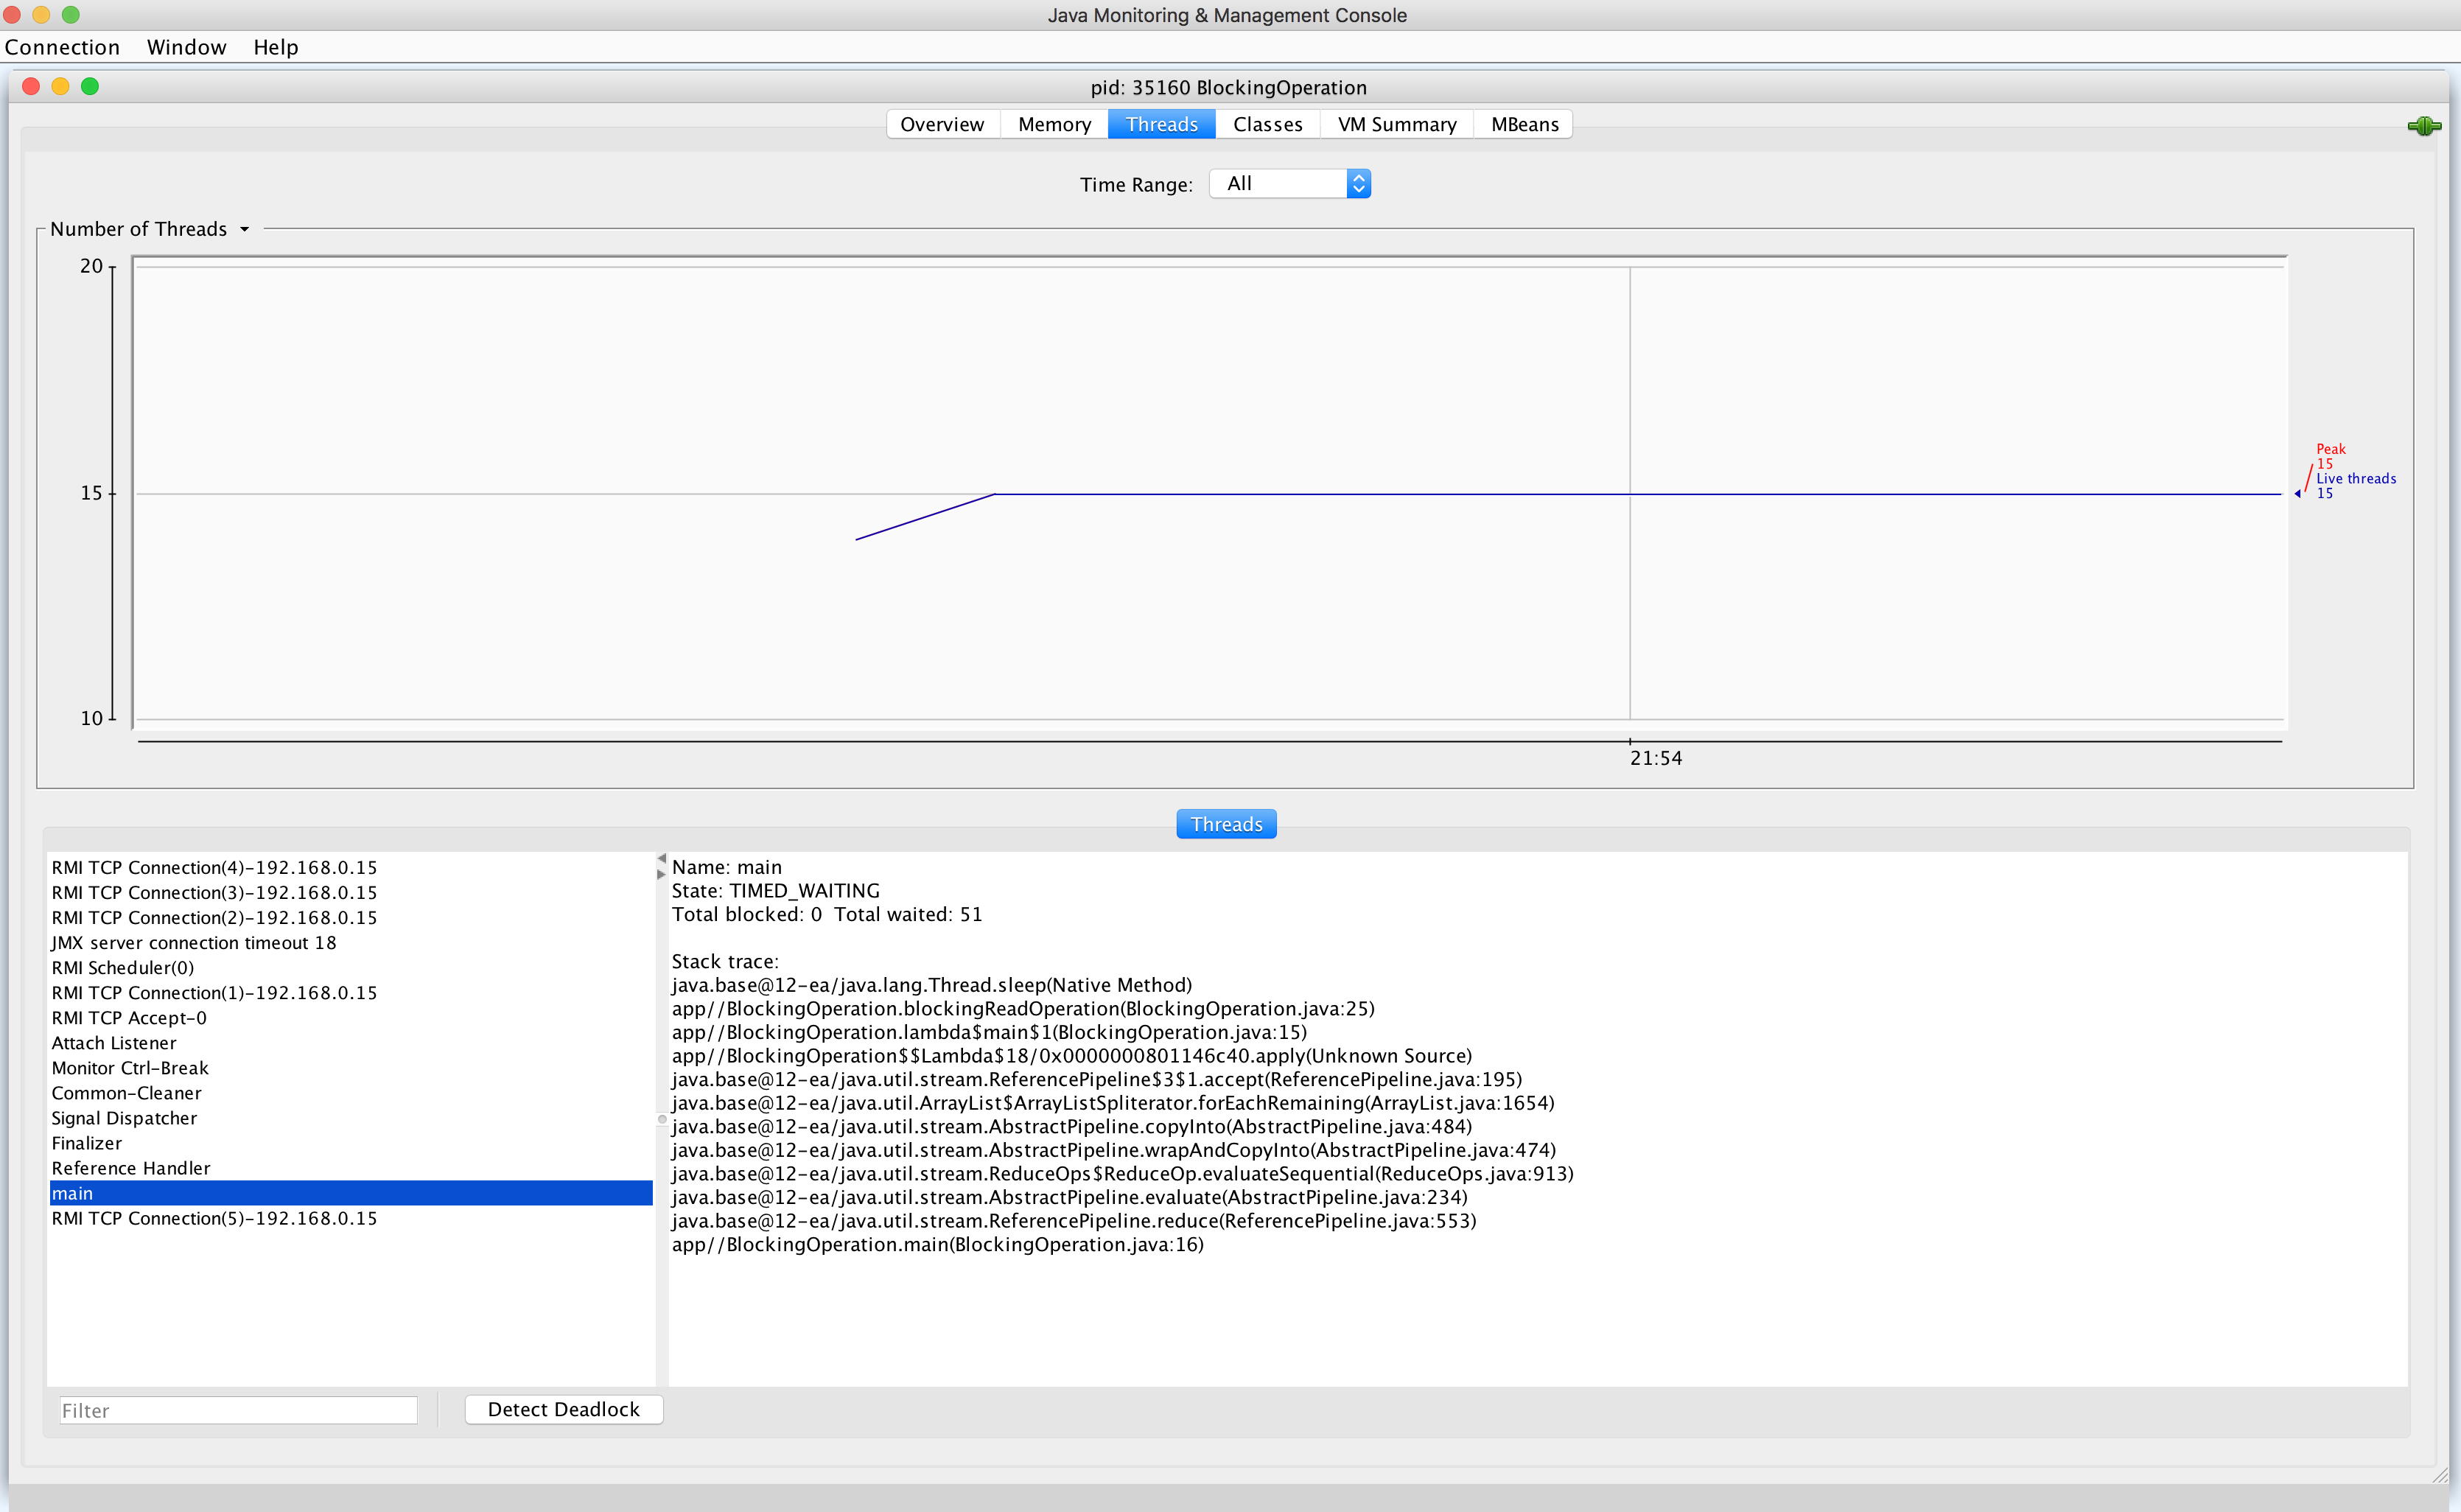 Java Monitoring & Management Console
Connection Window Help
pid: 35160 BlockingOperation
Overview Memory Threads Classes VM Summary MBeans
Time Range: All
Number of Threads
20
15
10
Peak
15
Live threads
15
21:54
Threads
RMI TCP Connection(4)-192.168.0.15
RMI TCP Connection(3)-192.168.0.15
RMI TCP Connection(2)-192.168.0.15
JMX server connection timeout 18
RMI Scheduler(0)
RMI TCP Connection(1)-192.168.0.15
RMI TCP Accept-0
Attach Listener
Monitor Ctrl-Break
Common-Cleaner
Signal Dispatcher
Finalizer
Reference Handler
main
RMI TCP Connection(5)-192.168.0.15
Name: main
State: TIMED_WAITING
Total blocked: 0 Total waited: 51
Stack trace:
java.base@12-ea/java.lang.Thread.sleep(Native Method)
app//BlockingOperation.blockingReadOperation(BlockingOperation.java:25)
app//BlockingOperation.lambda$main$1(BlockingOperation.java:15)
app//BlockingOperation$$Lambda$18/0x0000000801146c40.apply(Unknown Source)
java.base@12-ea/java.util.stream.ReferencePipeline$3$1.accept(ReferencePipeline.java:195)
java.base@12-ea/java.util.ArrayList$ArrayListSpliterator.forEachRemaining(ArrayList.java:1654)
java.base@12-ea/java.util.stream.AbstractPipeline.copyInto(AbstractPipeline.java:484)
java.base@12-ea/java.util.stream.AbstractPipeline.wrapAndCopyInto(AbstractPipeline.java:474)
java.base@12-ea/java.util.stream.ReduceOps$ReduceOp.evaluateSequential(ReduceOps.java:913)
java.base@12-ea/java.util.stream.AbstractPipeline.evaluate(AbstractPipeline.java:234)
java.base@12-ea/java.util.stream.ReferencePipeline.reduce(ReferencePipeline.java:553)
app//BlockingOperation.main(BlockingOperation.java:16)
Filter
Detect Deadlock